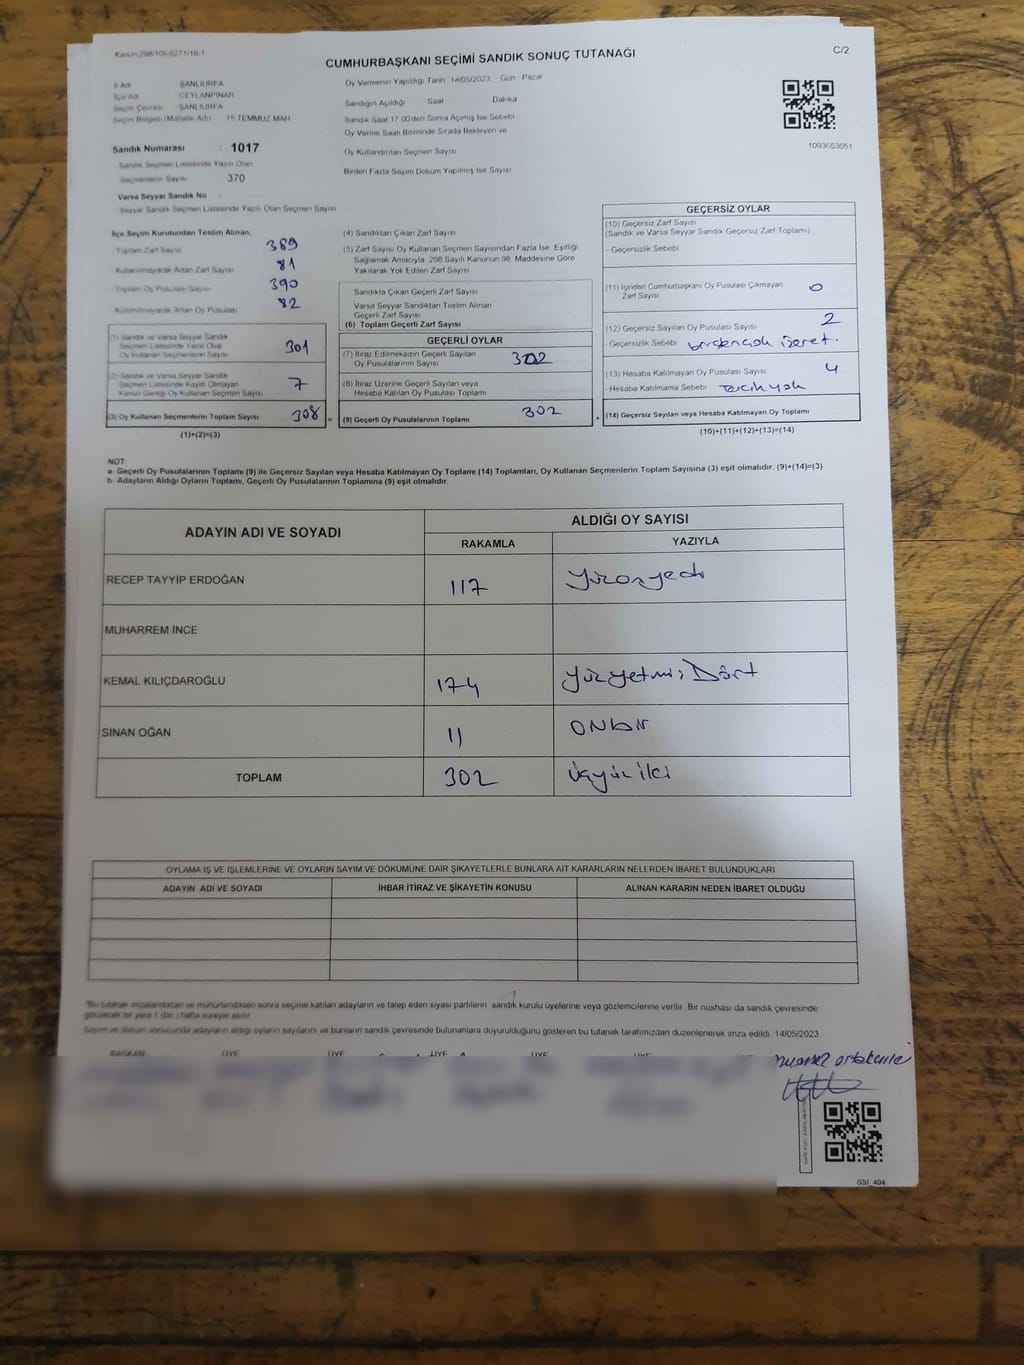 Kanun:298/105,6271/18-1
CUMHURBAŞKANI SEÇİMİ SANDIK SONUÇ TUTANAĞI
C/2
İl Adı : ŞANLIURFA
İlçe Adı : CEYLANPINAR
Seçim Çevresi : ŞANLIURFA
Seçim Bölgesi (Mahalle Adı) : 15 TEMMUZ MAH
Sandık Numarası : 1017
Sandık Seçmen Listesinde Yazılı Olan
Seçmenlerin Sayısı : 370
Varsa Seyyar Sandık No
Seyyar Sandık Seçmen Listesinde Yazılı Olan Seçmen Sayısı
Oy Vermenin Yapıldığı Tarih 14/05/2023 Gün : Pazar
Sandığın Açıldığı Saat Dakika
Sandık Saat 17:00'den Sonra Açımış İse Sebebi
Oy Verme Saati Bitiminde Sırada Bekleyen ve
Oy Kullandırılan Seçmen Sayısı
Birden Fazla Sayım Döküm Yapılmış İse Sayısı
1093653051
İlçe Seçim Kurulundan Teslim Alınan;
Toplam Zarf Sayısı 389
Kullanılmayarak Artan Zarf Sayısı 81
Toplam Oy Pusulası Sayısı 390
Kullanılmayarak Artan Oy Pusulası 82
(1) Sandık ve Varsa Seyyar Sandık
Seçmen Listesinde Yazılı Olup
Oy Kullanan Seçmenlerin Sayısı 301
(2) Sandık ve Varsa Seyyar Sandık
Seçmen Listesinde Kayıtlı Olmayan
Kanun Gereği Oy Kullanan Seçmen Sayısı 7
(3) Oy Kullanan Seçmenlerin Toplam Sayısı 308 =
(1)+(2)=(3)
(4) Sandıktan Çıkan Zarf Sayısı
(5) Zarf Sayısı Oy Kullanan Seçmen Sayısından Fazla İse, Eşitliği
Sağlamak Amacıyla, 298 Sayılı Kanunun 98. Maddesine Göre
Yakılarak Yok Edilen Zarf Sayısı
Sandıkta Çıkan Geçerli Zarf Sayısı
Varsa Seyyar Sandıktan Teslim Alınan
Geçerli Zarf Sayısı
(6) Toplam Geçerli Zarf Sayısı
GEÇERLİ OYLAR
(7) İtiraz Edilmeksizin Geçerli Sayılan
Oy Pusulalarının Sayısı 302
(8) İtiraz Üzerine Geçerli Sayılan veya
Hesaba Katılan Oy Pusulaları Toplamı
(9) Geçerli Oy Pusulalarının Toplamı 302 +
GEÇERSİZ OYLAR
(10) Geçersiz Zarf Sayısı
(Sandık ve Varsa Seyyar Sandık Geçersiz Zarf Toplamı)
- Geçersizlik Sebebi
(11) İçinden Cumhurbaşkanı Oy Pusulası Çıkmayan
Zarf Sayısı 0
(12) Geçersiz Sayılan Oy Pusulası Sayısı 2
- Geçersizlik Sebebi birden çok işaret.
(13) Hesaba Katılmayan Oy Pusulası Sayısı 4
Hesaba Katılmama Sebebi Tercih yok
(14) Geçersiz Sayılan veya Hesaba Katılmayan Oy Toplamı
(10)+(11)+(12)+(13)=(14)
NOT:
a- Geçerli Oy Pusulalarının Toplamı (9) ile Geçersiz Sayılan veya Hesaba Katılmayan Oy Toplamı (14) Toplamları, Oy Kullanan Seçmenlerin Toplam Sayısına (3) eşit olmalıdır. (9)+(14)=(3)
b- Adayların Aldığı Oyların Toplamı, Geçerli Oy Pusulalarının Toplamına (9) eşit olmalıdır.
ADAYIN ADI VE SOYADI ALDIĞI OY SAYISI
RAKAMLA YAZIYLA
RECEP TAYYİP ERDOĞAN 117 Yüzonyedi
MUHARREM İNCE
KEMAL KILIÇDAROĞLU 174 yüzyetmiş Dört
SİNAN OĞAN 11 ONbir
TOPLAM 302 üçyüz iki
OYLAMA İŞ VE İŞLEMLERİNE VE OYLARIN SAYIM VE DÖKÜMÜNE DAİR ŞİKAYETLERLE BUNLARA AİT KARARLARIN NELERDEN İBARET BULUNDUKLARI
ADAYIN ADI VE SOYADI İHBAR İTİRAZ VE ŞİKAYETİN KONUSU ALINAN KARARIN NEDEN İBARET OLDUĞU
*Bu tutanak imzalandıktan ve mühürlendikten sonra seçime katılan adayların ve talep eden siyasi partilerin sandık kurulu üyelerine veya gözlemcilerine verilir. Bir nüshası da sandık çevresinde
görülecek bir yere 1 (bir) hafta süreyle asılır.
Seçim ve döküm sonucunda adayların aldığı oyların sayılarını ve bunların sandık çevresinde bulunanlara duyurulduğunu gösteren bu tutanak tarafımızdan düzenlenerek imza edildi. 14/05/2023
BAŞKAN ÜYE ÜYE ÜYE ÜYE ÜYE
SSI_404